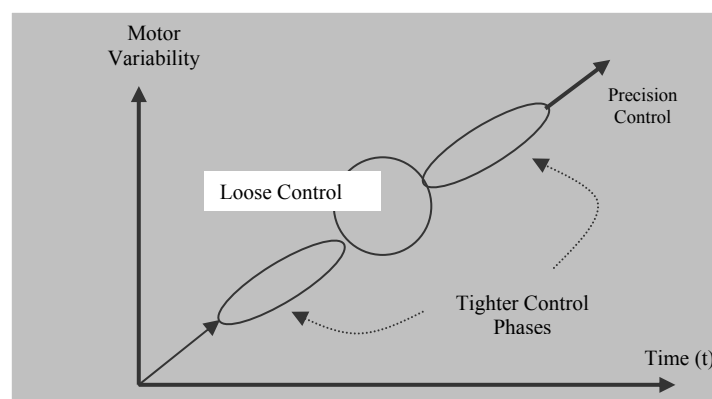 Motor
Variability
Precision
Control
Loose Control
Tighter Control
Phases
Time (t)